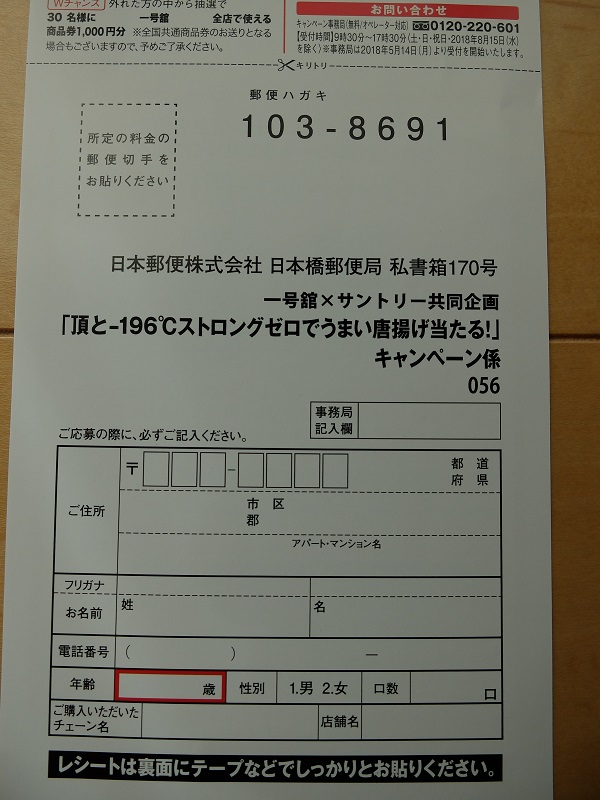 Wチャンス
外れた方の中から抽選で
30名様に 一号館 全店で使える
商品券1,000円分 ※全国共通商品券のお送りとなる
場合もございますので、予めご了承ください。
お問い合わせ
キャンペーン事務局(無料/オペレーター対応) 0120-220-601
【受付時間】9時30分〜17時30分(土・日・祝日・2018年8月15日(水)
を除く)※事務局は2018年5月14日(月)より受付を開始いたします。
キリトリ
郵便ハガキ
103-8691
所定の料金の
郵便切手を
お貼りください
日本郵便株式会社 日本橋郵便局 私書箱170号
一号舘×サントリー共同企画
「頂と-196℃ストロングゼロでうまい唐揚げ当たる!」
キャンペーン係
056
事務局
記入欄
ご応募の際に、必ずご記入ください。
ご住所
〒 -
都 道
府 県
市 区
郡
アパート・マンション名
フリガナ
お名前
姓 名
電話番号 ( ) ー
年齢 歳 性別 1.男 2.女 口数 口
ご購入いただいた
チェーン名
店舗名
レシートは裏面にテープなどでしっかりとお貼りください。